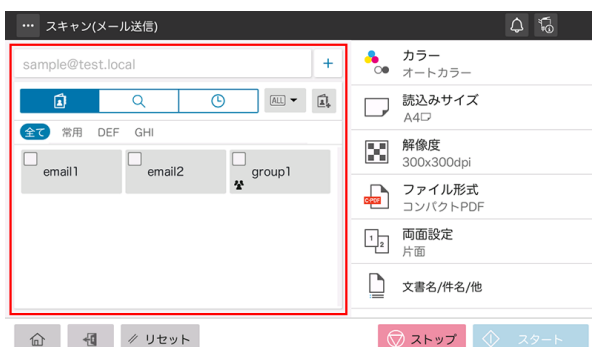 スキャン(メール送信)
sample@test.local
+
ALL
全て 常用 DEF GHI
email1 email2 group1
カラー
オートカラー
読込みサイズ
A4
解像度
300x300dpi
ファイル形式
C-PDF
コンパクトPDF
両面設定
1 2
片面
文書名/件名/他
リセット ストップ スタート